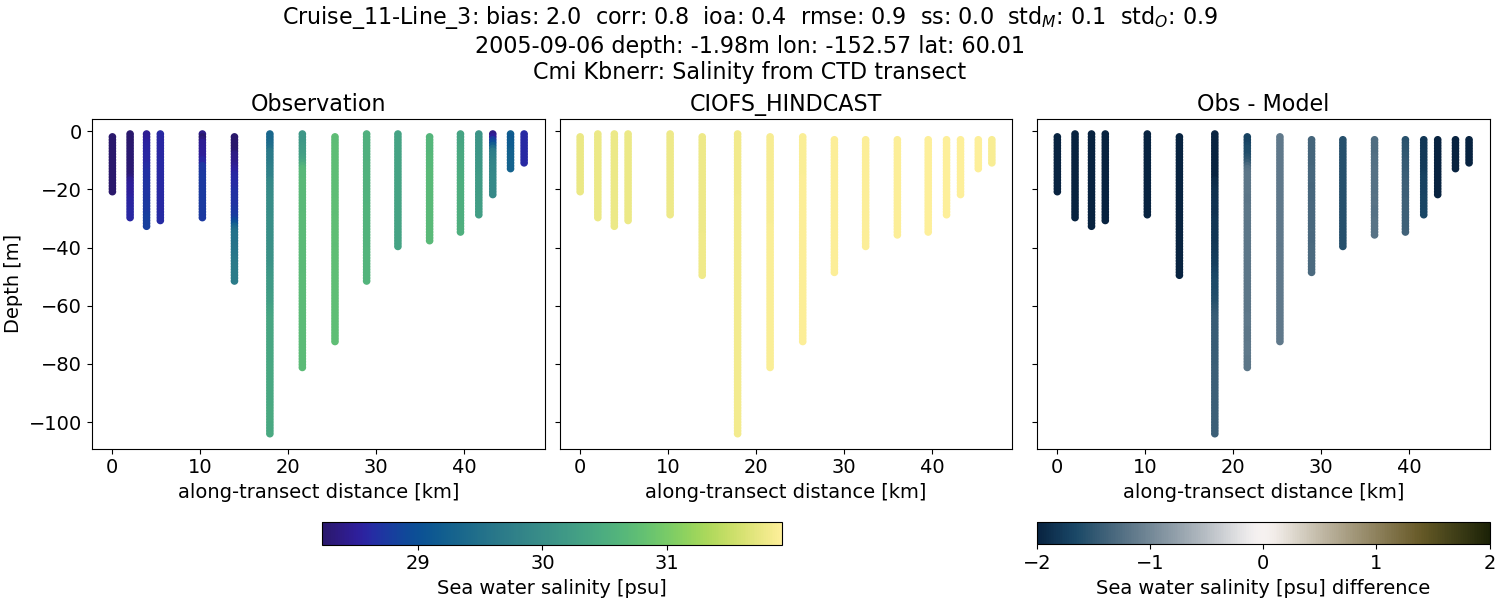 Cruise_11-Line_3: bias: 2.0 corr: 0.8 ioa: 0.4 rmse: 0.9 ss: 0.0 std_M: 0.1 std_O: 0.9
2005-09-06 depth: -1.98m lon: -152.57 lat: 60.01
Cmi Kbnerr: Salinity from CTD transect
Observation
CIOFS_HINDCAST
Obs - Model
Depth [m]
0
−20
−40
−60
−80
−100
0 10 20 30 40
0 10 20 30 40
0 10 20 30 40
along-transect distance [km]
along-transect distance [km]
along-transect distance [km]
29 30 31
Sea water salinity [psu]
−2 −1 0 1 2
Sea water salinity [psu] difference